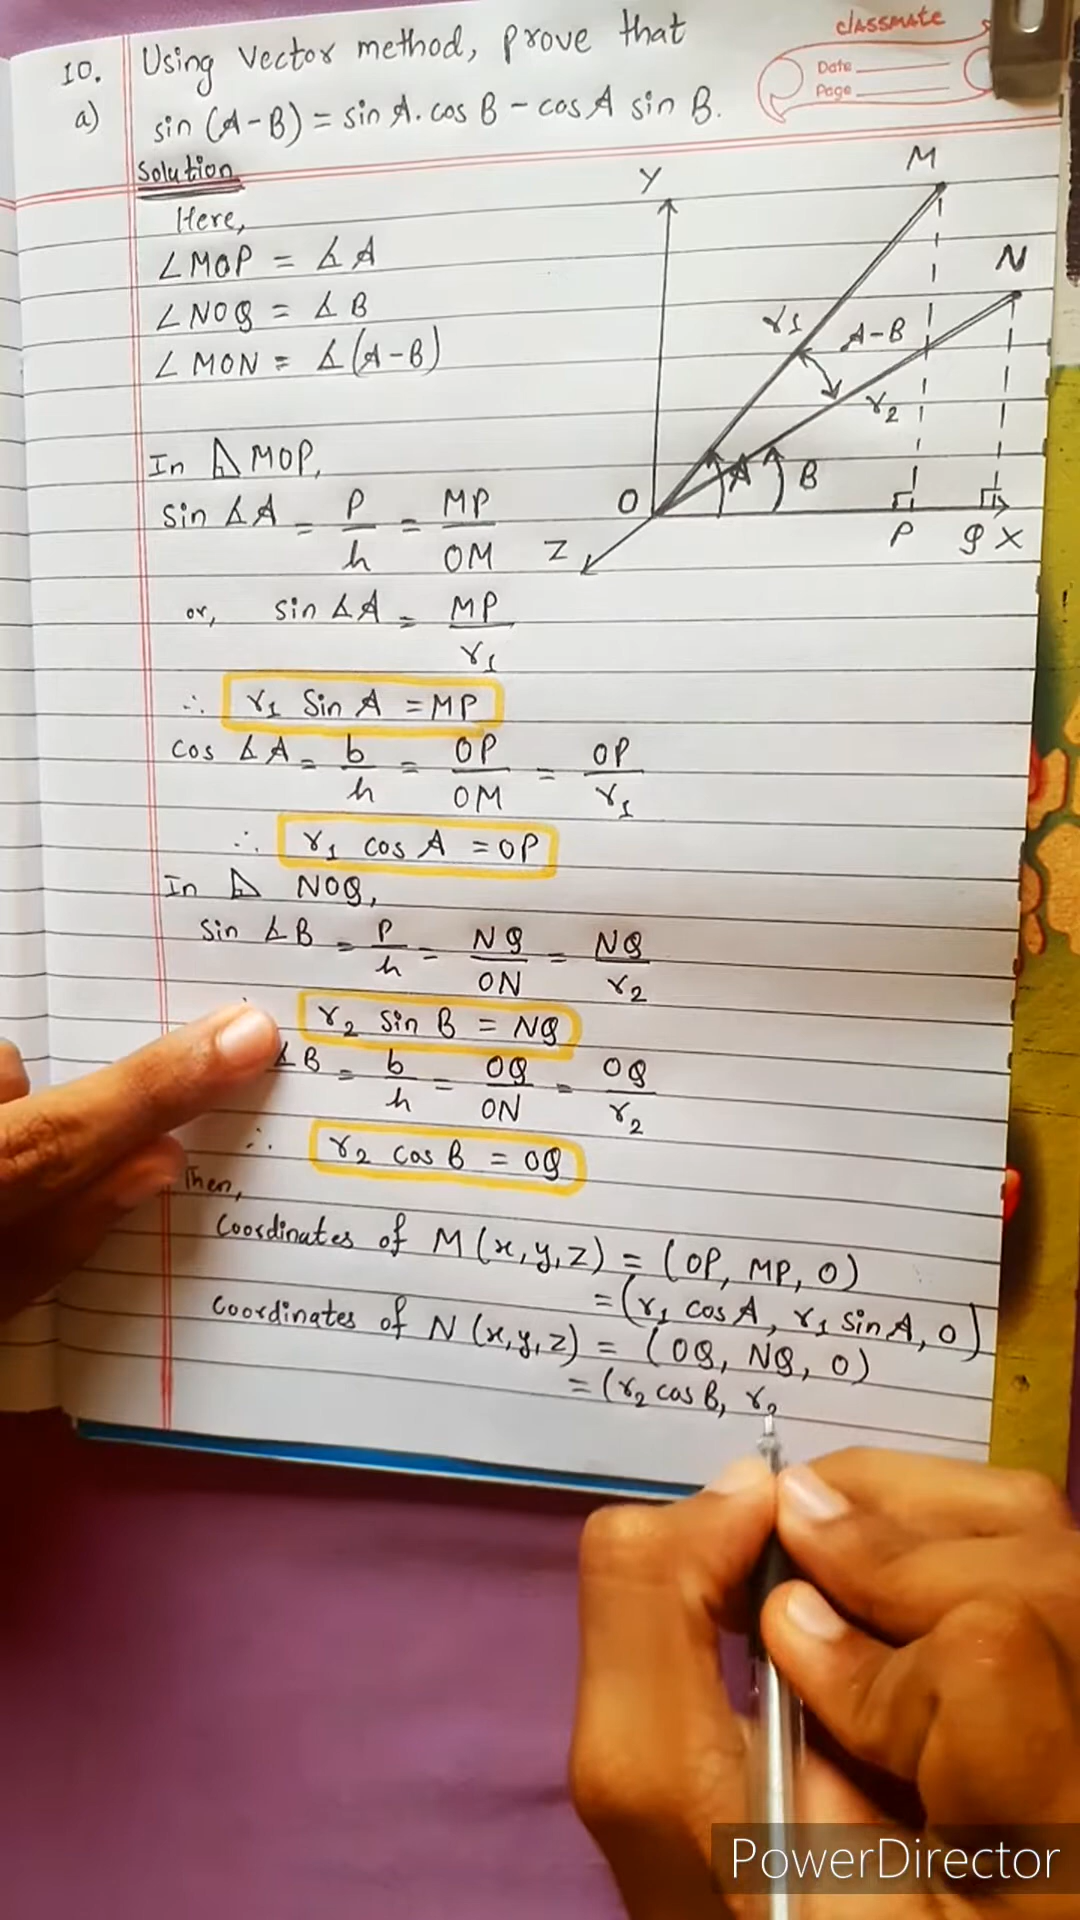 classmate
Date
Page
10. Using Vector method, prove that
a) sin (A-B) = sin A. cos B - cos A sin B.
Solution
Here,
∠MOP = ∡A
∠NOQ = ∡B
∠MON = ∡(A-B)
Y
M
N
r1
A-B
r2
A
B
O
Z
P
Q X
In ⊿ MOP,
sin ∡A = P/h = MP/OM
or, sin ∡A = MP/r1
∴ r1 sin A = MP
cos ∡A = b/h = OP/OM = OP/r1
∴ r1 cos A = OP
In ⊿ NOQ,
sin ∡B = P/h = NQ/ON = NQ/r2
r2 sin B = NQ
∡B = b/h = OQ/ON = OQ/r2
∴ r2 cos B = OQ
Then,
Coordinates of M(x,y,z) = (OP, MP, 0)
= (r1 cos A, r1 sin A, 0)
Coordinates of N (x,y,z) = (OQ, NQ, 0)
= (r2 cos B, r2
PowerDirector